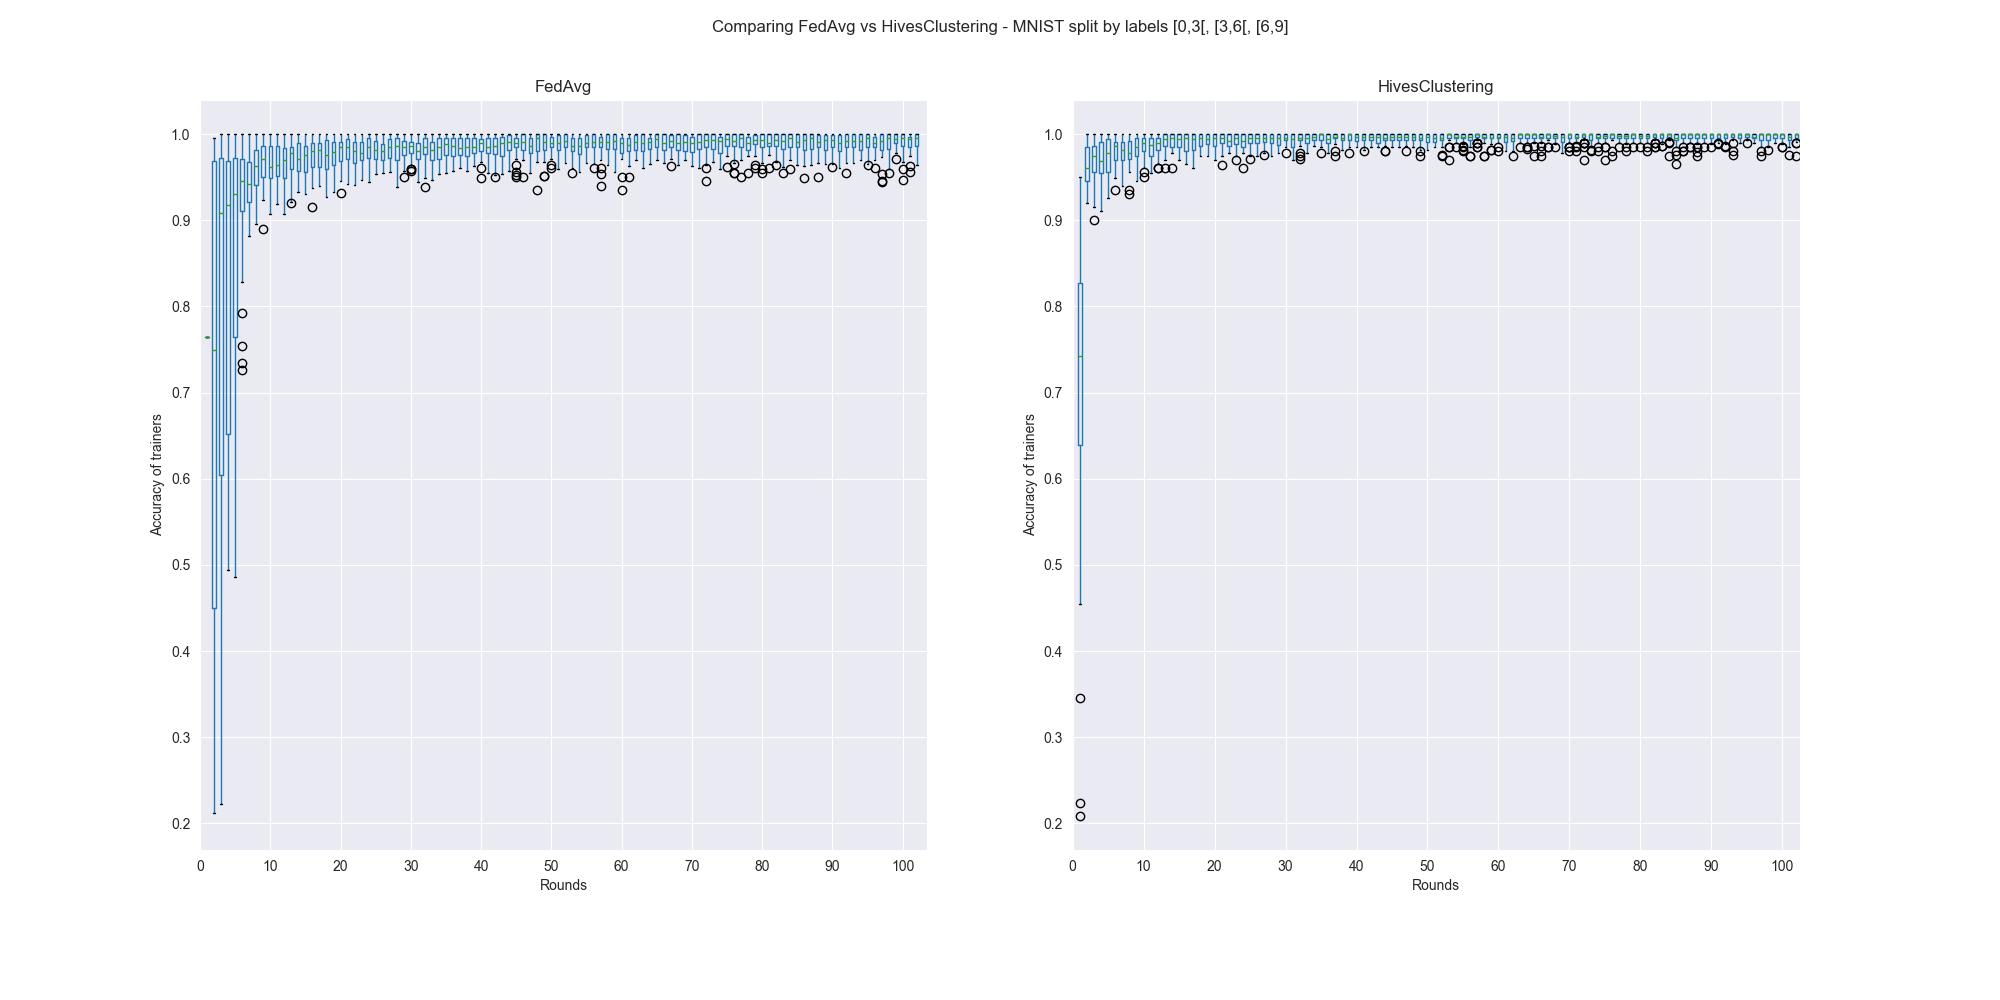 Comparing FedAvg vs HivesClustering - MNIST split by labels [0,3[, [3,6[, [6,9]
FedAvg
HivesClustering
1.0
0.9
0.8
0.7
0.6
0.5
0.4
0.3
0.2
Accuracy of trainers
0 10 20 30 40 50 60 70 80 90 100
Rounds
1.0
0.9
0.8
0.7
0.6
0.5
0.4
0.3
0.2
Accuracy of trainers
0 10 20 30 40 50 60 70 80 90 100
Rounds